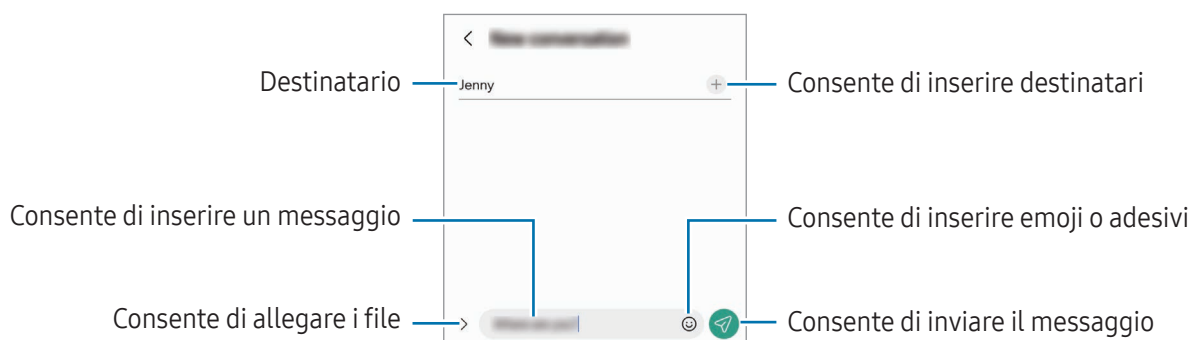 Destinatario
Jenny
Consente di inserire destinatari
Consente di inserire un messaggio
Consente di inserire emoji o adesivi
Consente di allegare i file
Consente di inviare il messaggio